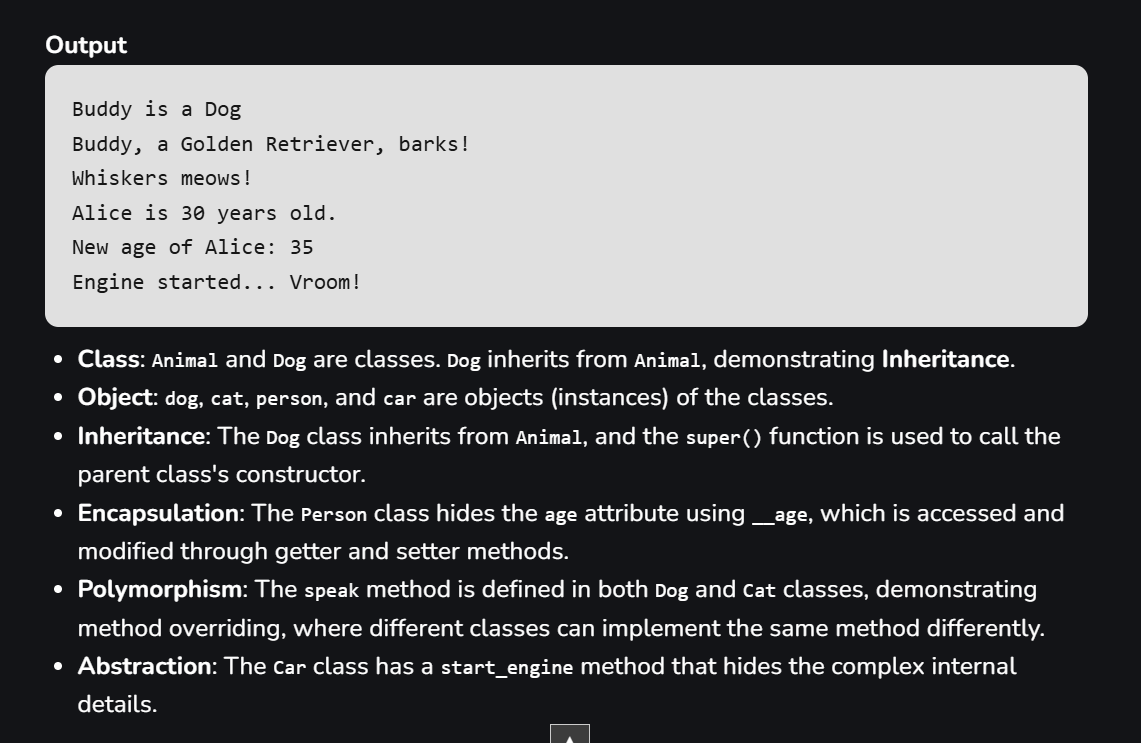 Output
Buddy is a Dog
Buddy, a Golden Retriever, barks!
Whiskers meows!
Alice is 30 years old.
New age of Alice: 35
Engine started... Vroom!
• Class: Animal and Dog are classes. Dog inherits from Animal, demonstrating Inheritance.
• Object: dog, cat, person, and car are objects (instances) of the classes.
• Inheritance: The Dog class inherits from Animal, and the super() function is used to call the
parent class's constructor.
• Encapsulation: The Person class hides the age attribute using __age, which is accessed and
modified through getter and setter methods.
• Polymorphism: The speak method is defined in both Dog and Cat classes, demonstrating
method overriding, where different classes can implement the same method differently.
• Abstraction: The Car class has a start_engine method that hides the complex internal
details.